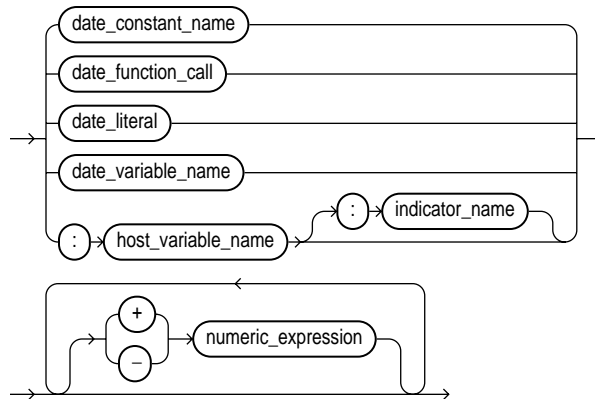 date_constant_name
date_function_call
date_literal
date_variable_name
: host_variable_name : indicator_name
+
numeric_expression
−